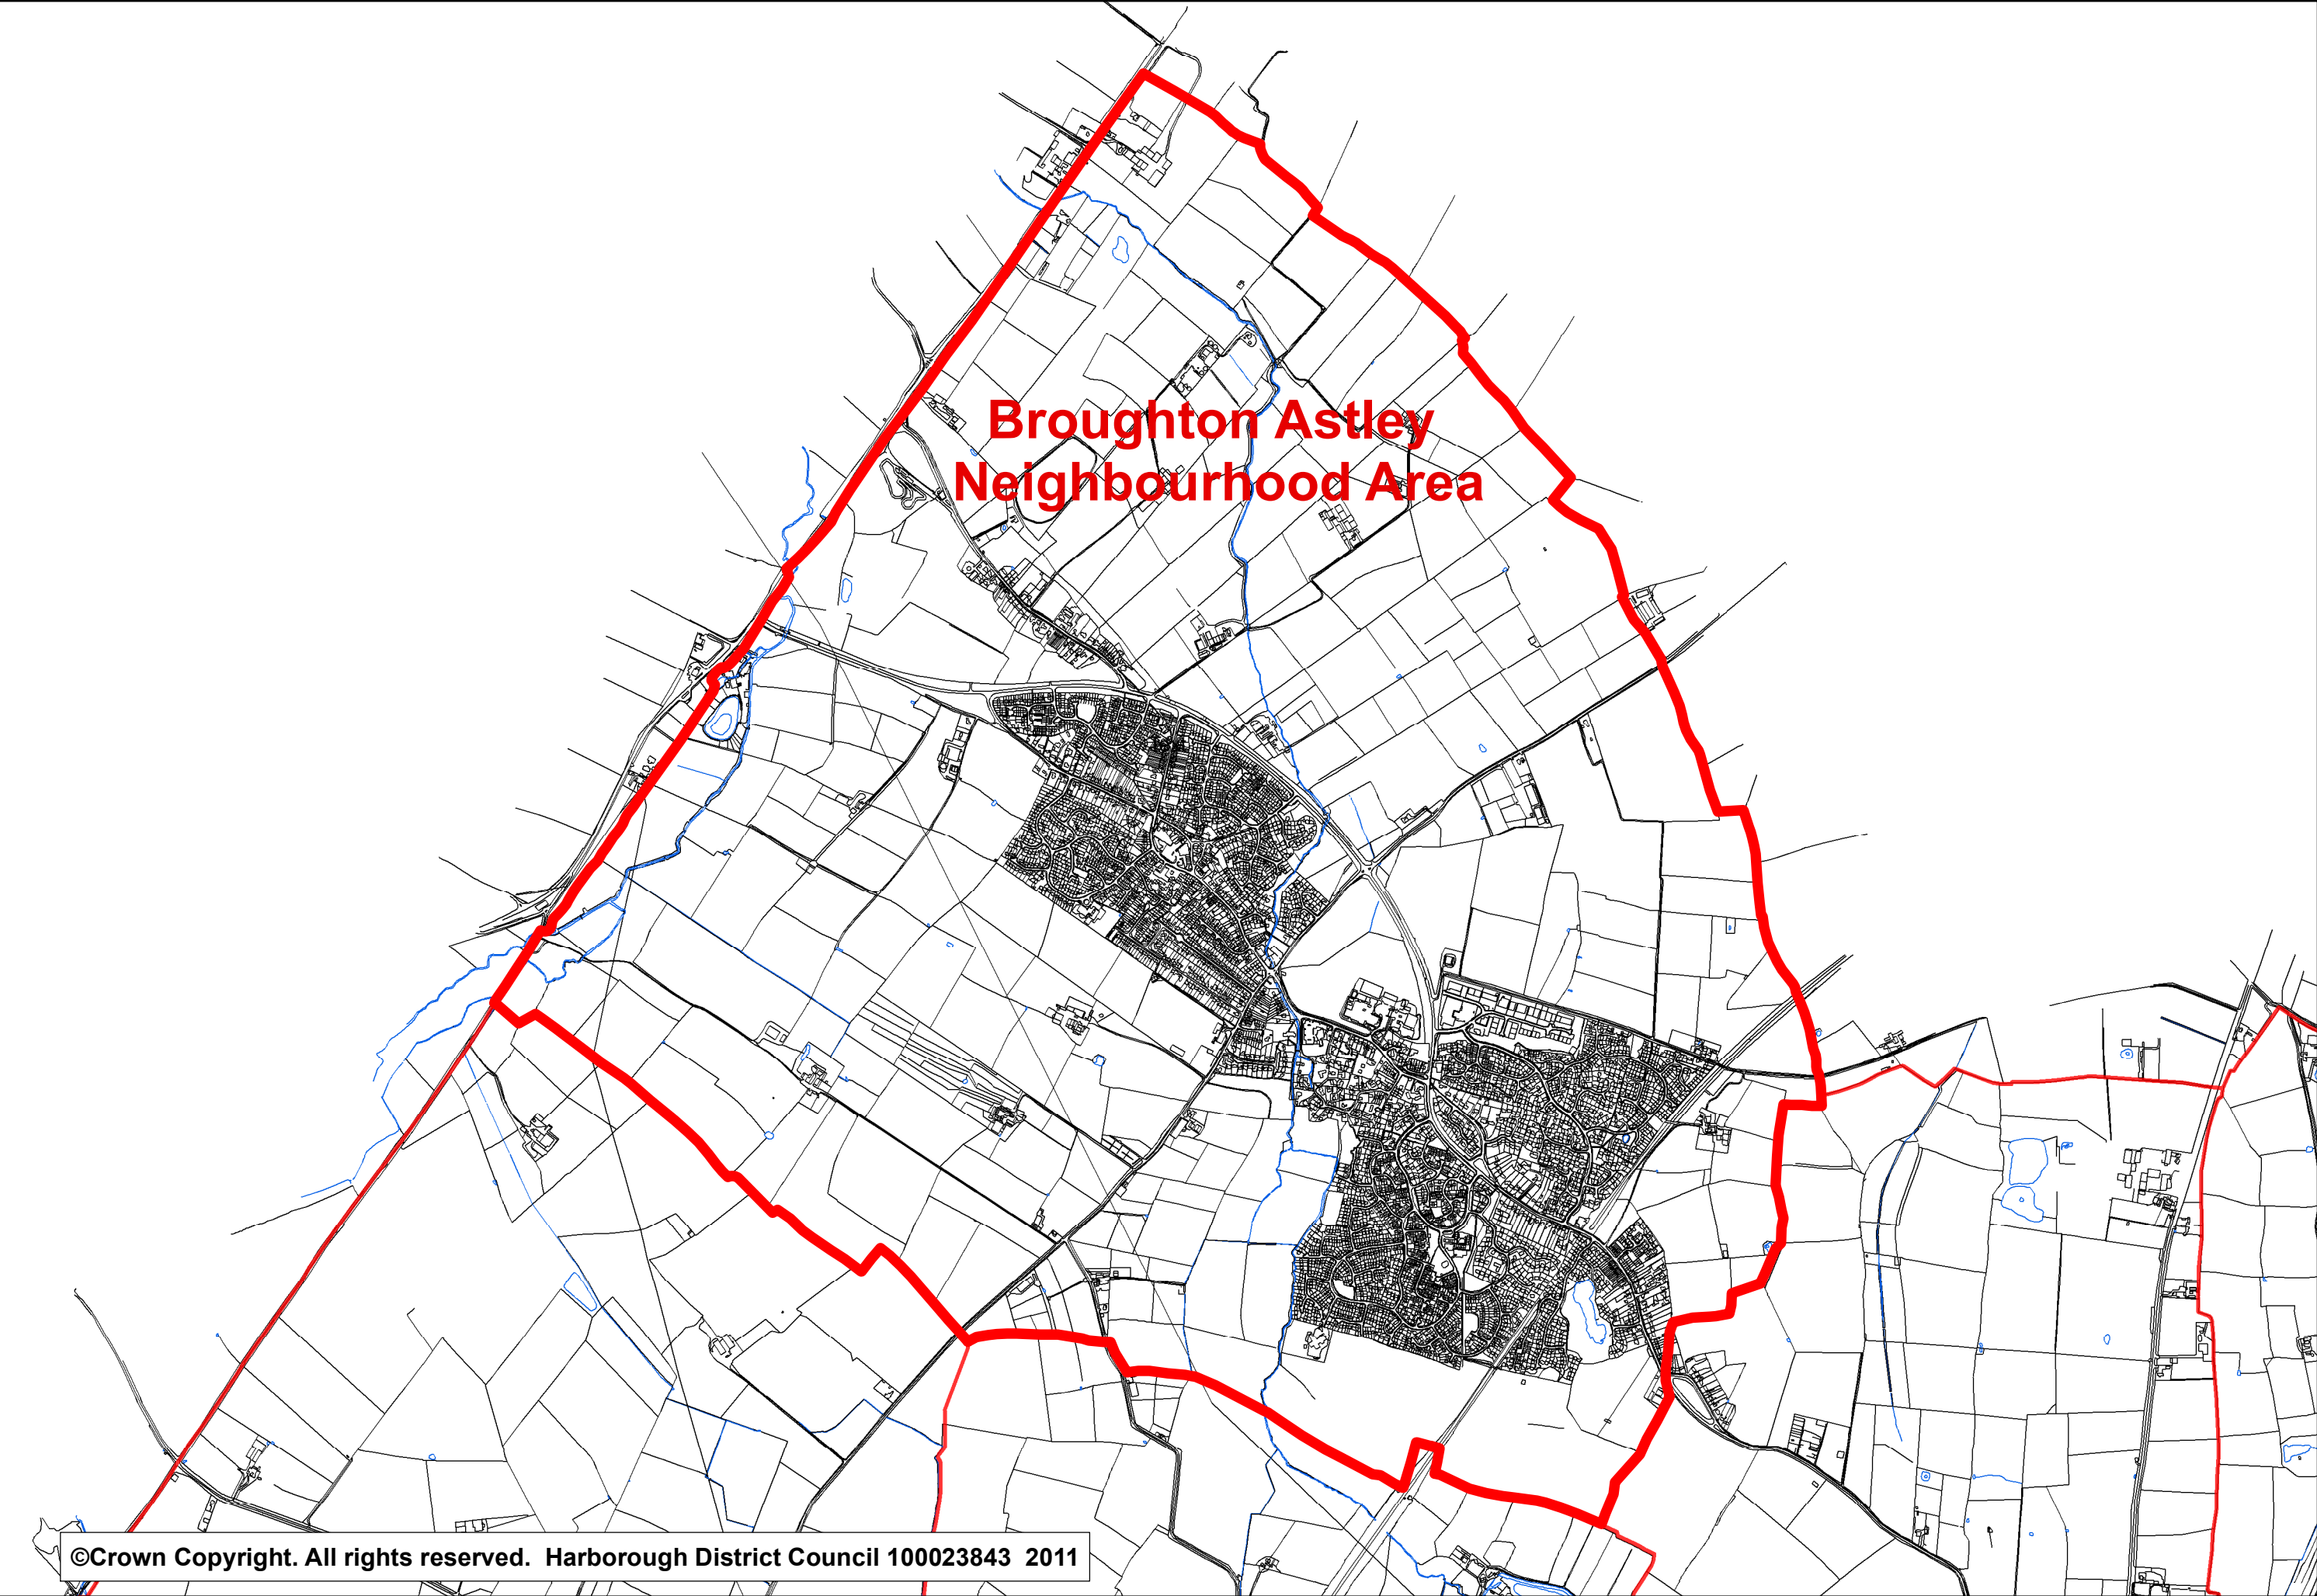 Broughton Astley
Neighbourhood Area
©Crown Copyright. All rights reserved. Harborough District Council 100023843 2011